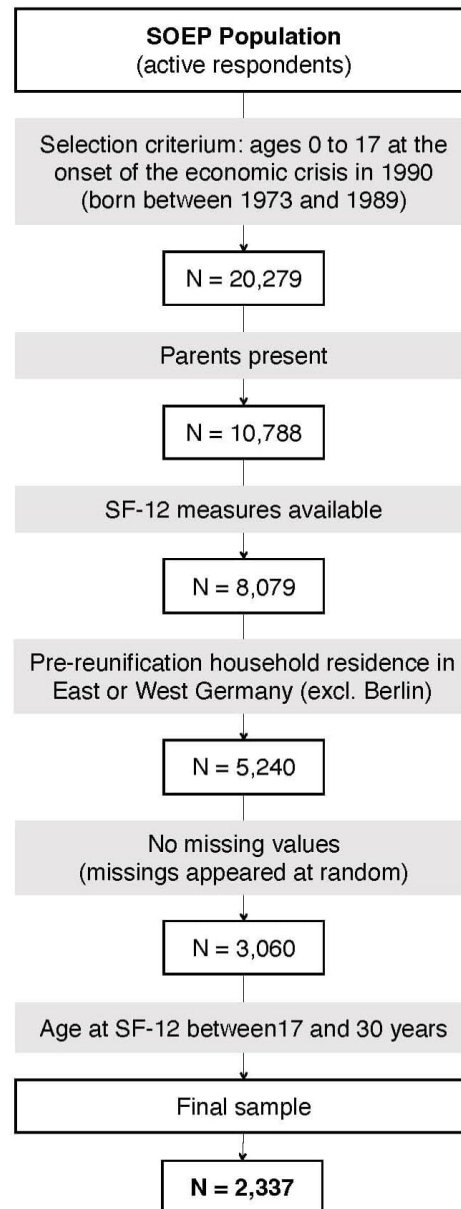 SOEP Population
(active respondents)
Selection criterium: ages 0 to 17 at the
onset of the economic crisis in 1990
(born between 1973 and 1989)
N = 20,279
Parents present
N = 10,788
SF-12 measures available
N = 8,079
Pre-reunification household residence in
East or West Germany (excl. Berlin)
N = 5,240
No missing values
(missings appeared at random)
N = 3,060
Age at SF-12 between17 and 30 years
Final sample
N = 2,337